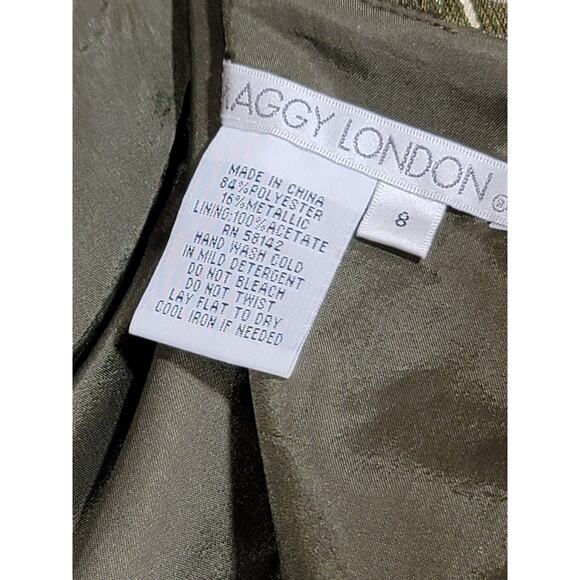 AGGY LONDON ®
8
MADE IN CHINA
84%POLYESTER
16%METALLIC
LINING:100%ACETATE
RN 58142
HAND WASH COLD
IN MILD DETERGENT
DO NOT BLEACH
DO NOT TWIST
LAY FLAT TO DRY
COOL IRON IF NEEDED